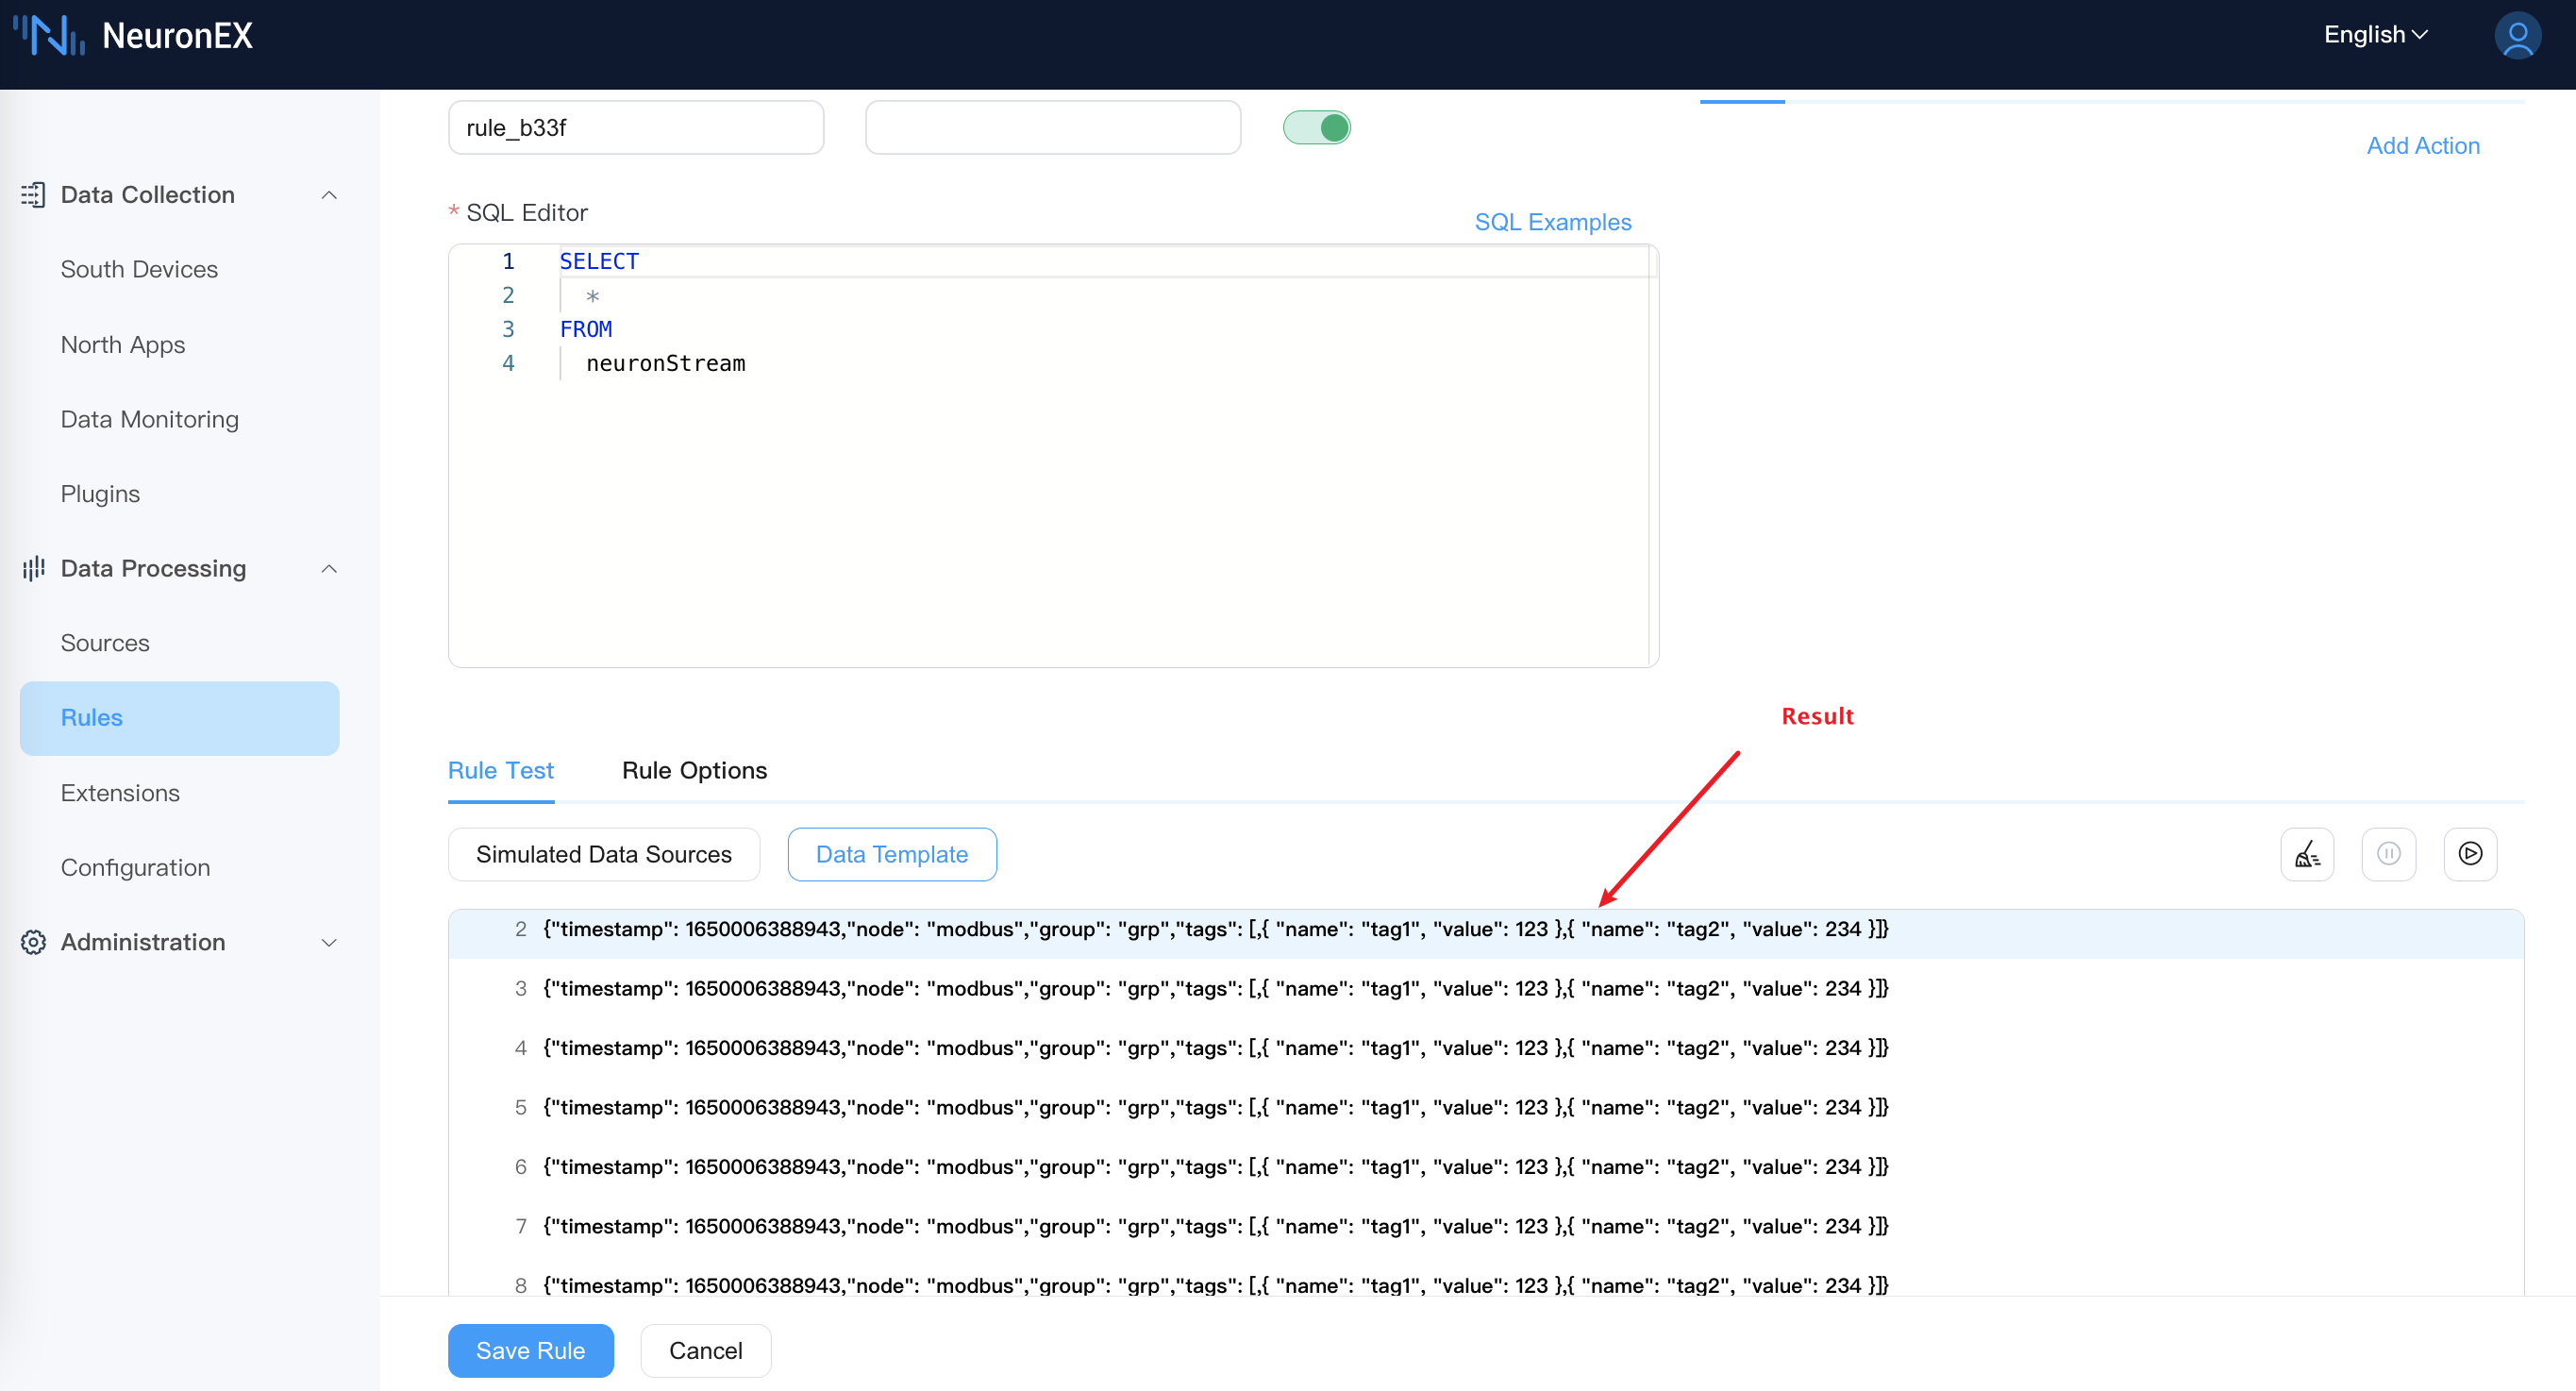 NeuronEX
English
rule_b33f
Add Action
Data Collection
South Devices
North Apps
Data Monitoring
Plugins
Data Processing
Sources
Rules
Extensions
Configuration
Administration
* SQL Editor
SQL Examples
1 SELECT
2 *
3 FROM
4 neuronStream
Result
Rule Test
Rule Options
Simulated Data Sources
Data Template
2 {"timestamp": 1650006388943,"node": "modbus","group": "grp","tags": [,{ "name": "tag1", "value": 123 },{ "name": "tag2", "value": 234 }]}
3 {"timestamp": 1650006388943,"node": "modbus","group": "grp","tags": [,{ "name": "tag1", "value": 123 },{ "name": "tag2", "value": 234 }]}
4 {"timestamp": 1650006388943,"node": "modbus","group": "grp","tags": [,{ "name": "tag1", "value": 123 },{ "name": "tag2", "value": 234 }]}
5 {"timestamp": 1650006388943,"node": "modbus","group": "grp","tags": [,{ "name": "tag1", "value": 123 },{ "name": "tag2", "value": 234 }]}
6 {"timestamp": 1650006388943,"node": "modbus","group": "grp","tags": [,{ "name": "tag1", "value": 123 },{ "name": "tag2", "value": 234 }]}
7 {"timestamp": 1650006388943,"node": "modbus","group": "grp","tags": [,{ "name": "tag1", "value": 123 },{ "name": "tag2", "value": 234 }]}
8 {"timestamp": 1650006388943,"node": "modbus","group": "grp","tags": [,{ "name": "tag1", "value": 123 },{ "name": "tag2", "value": 234 }]}
Save Rule
Cancel